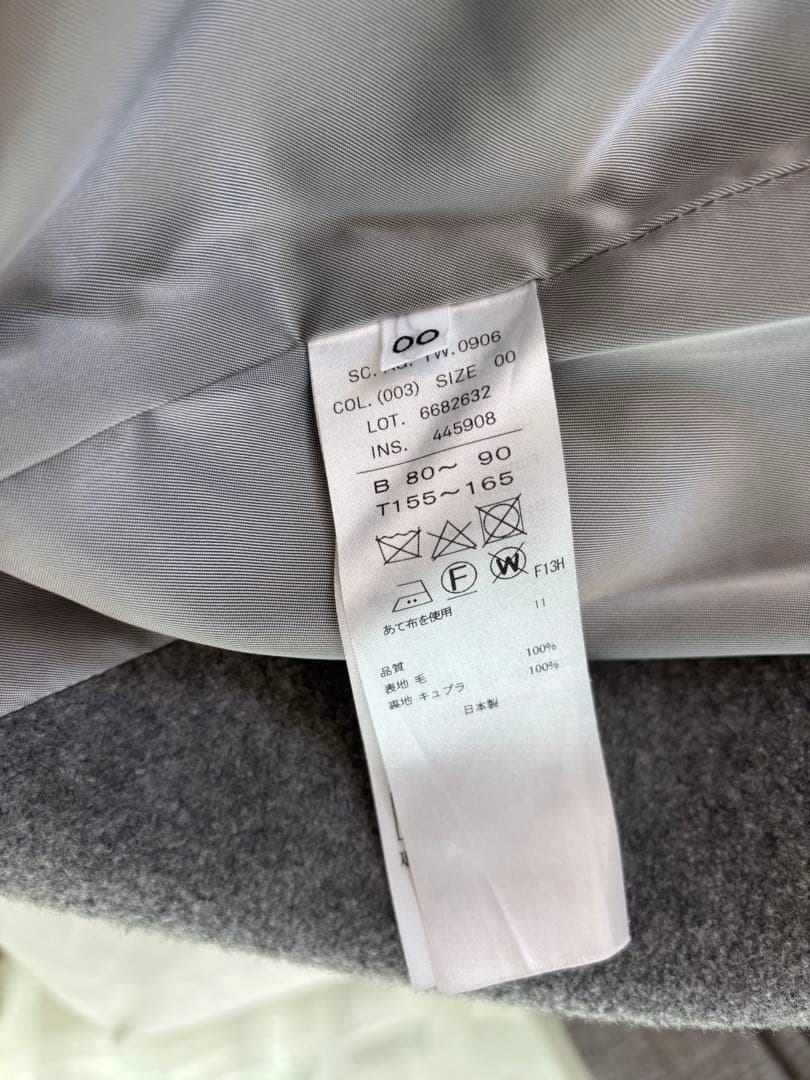 00
SC. TW.0906
COL.(003) SIZE 00
LOT. 6682632
INS. 445908
B 80～ 90
T155～165
F W F13H
あて布を使用 11
品質
表地 毛 100%
裏地 キュプラ 100%
日本製